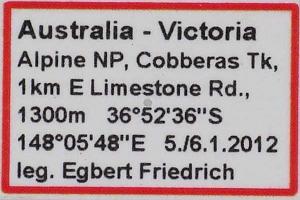 Australia - Victoria
Alpine NP, Cobberas Tk,
1km E Limestone Rd.,
1300m 36°52'36"S
148°05'48"E 5./6.1.2012
leg. Egbert Friedrich